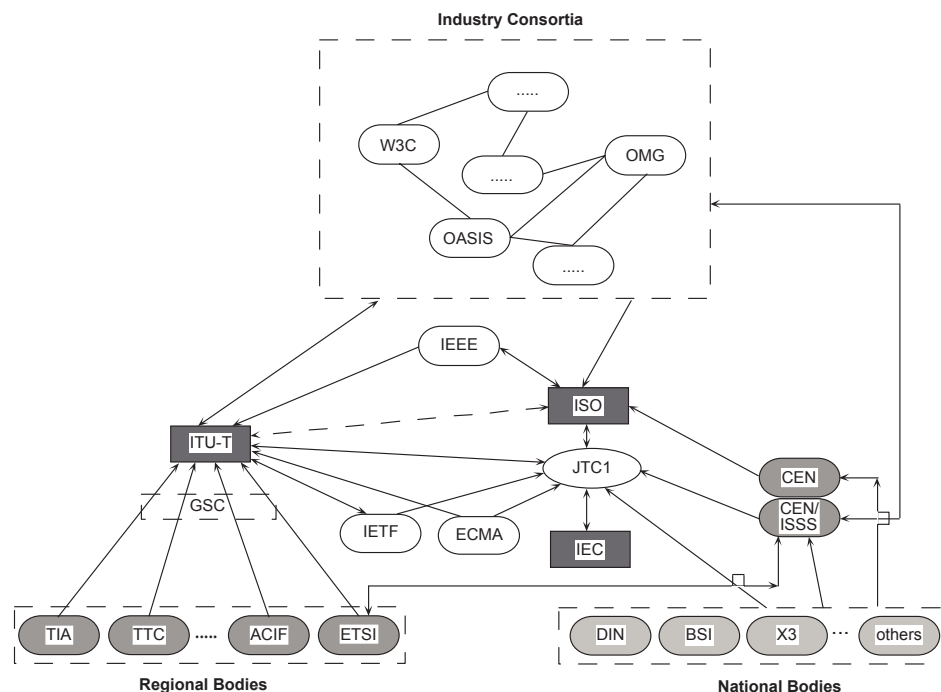 Industry Consortia
.....
W3C
.....
OMG
OASIS
.....
IEEE
ISO
ITU-T
JTC1
CEN
GSC
CEN/
ISSS
IETF
ECMA
IEC
TIA
TTC
.....
ACIF
ETSI
DIN
BSI
X3
...
others
Regional Bodies
National Bodies